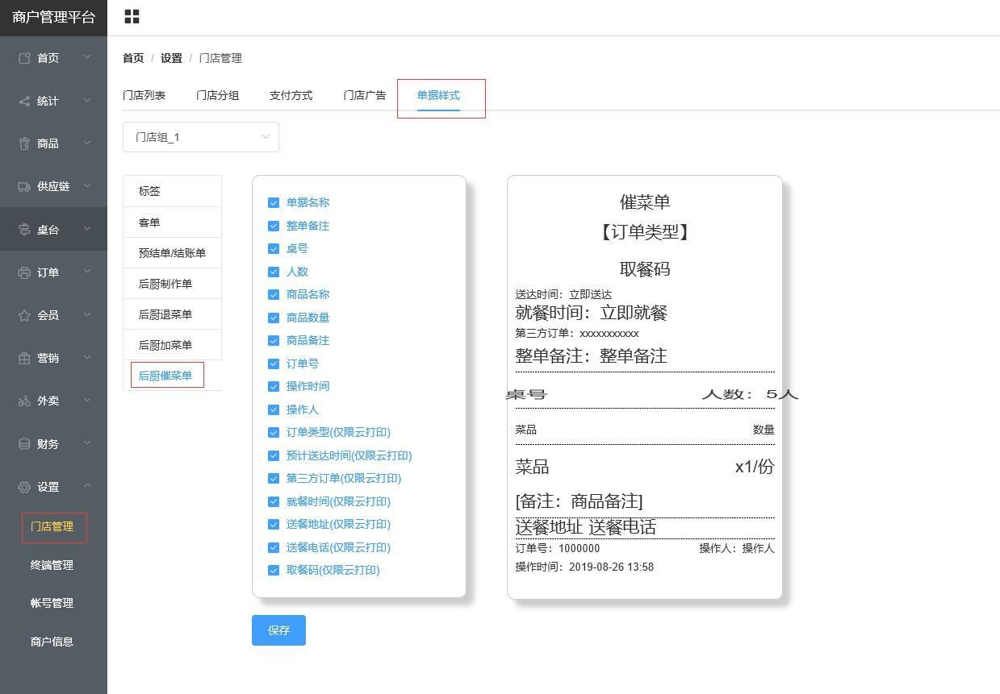 商户管理平台
首页
统计
商品
供应链
桌台
订单
会员
营销
外卖
财务
设置
门店管理
终端管理
帐号管理
商户信息
首页 / 设置 / 门店管理
门店列表 门店分组 支付方式 门店广告 单据样式
门店组_1
标签
客单
预结单/结账单
后厨制作单
后厨退菜单
后厨加菜单
后厨催菜单
单据名称
整单备注
桌号
人数
商品名称
商品数量
商品备注
订单号
操作时间
操作人
订单类型(仅限云打印)
预计送达时间(仅限云打印)
第三方订单(仅限云打印)
就餐时间(仅限云打印)
送餐地址(仅限云打印)
送餐电话(仅限云打印)
取餐码(仅限云打印)
保存
催菜单
【订单类型】
取餐码
送达时间：立即送达
就餐时间：立即就餐
第三方订单：xxxxxxxxxxx
整单备注：整单备注
桌号 人数：5人
菜品 数量
菜品 x1/份
[备注：商品备注]
送餐地址 送餐电话
订单号：1000000 操作人：操作人
操作时间：2019-08-26 13:58